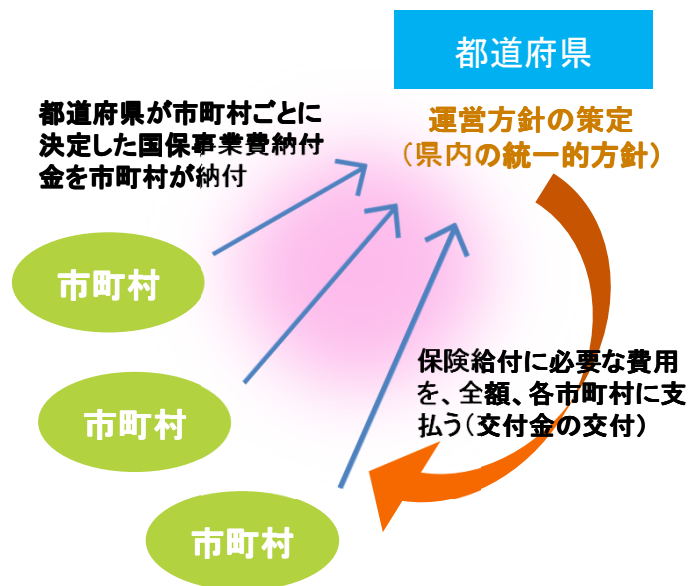 都道府県
都道府県が市町村ごとに
決定した国保事業費納付
金を市町村が納付
運営方針の策定
（県内の統一的方針）
市町村
保険給付に必要な費用
を、全額、各市町村に支
払う（交付金の交付）
市町村
市町村